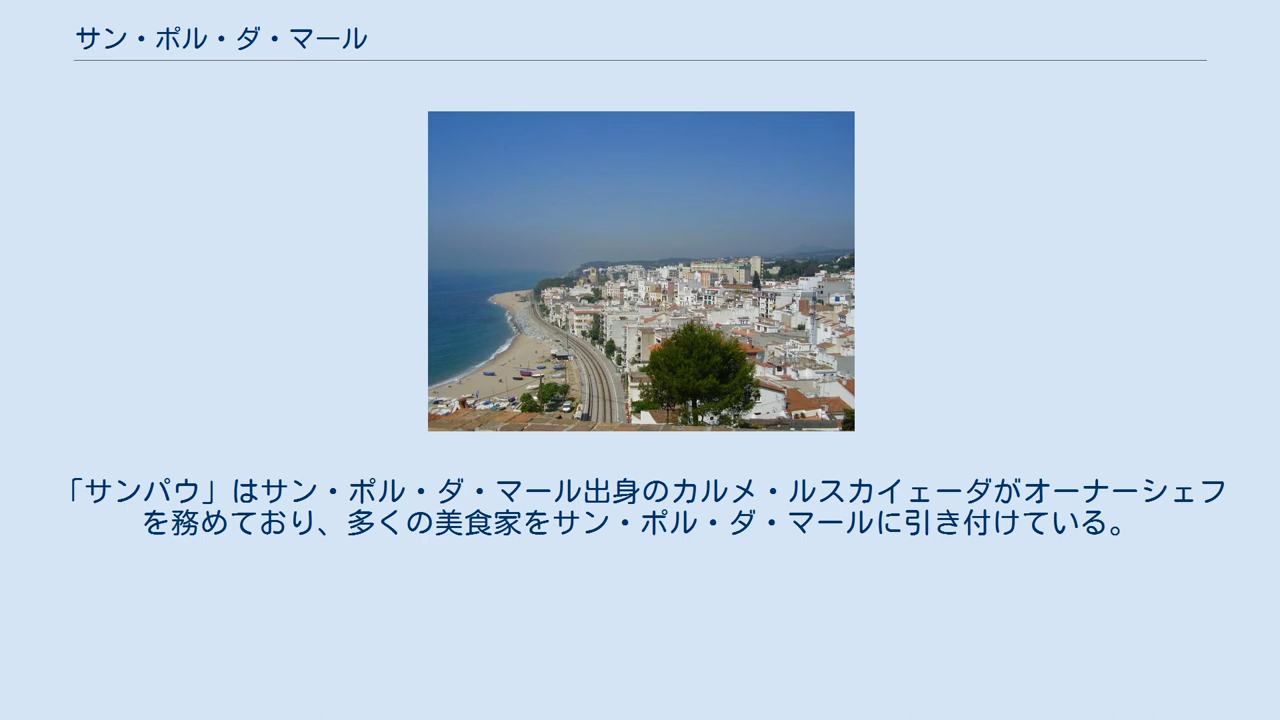 サン・ポル・ダ・マール
「サンパウ」はサン・ポル・ダ・マール出身のカルメ・ルスカイェーダがオーナーシェフ
を務めており、多くの美食家をサン・ポル・ダ・マールに引き付けている。